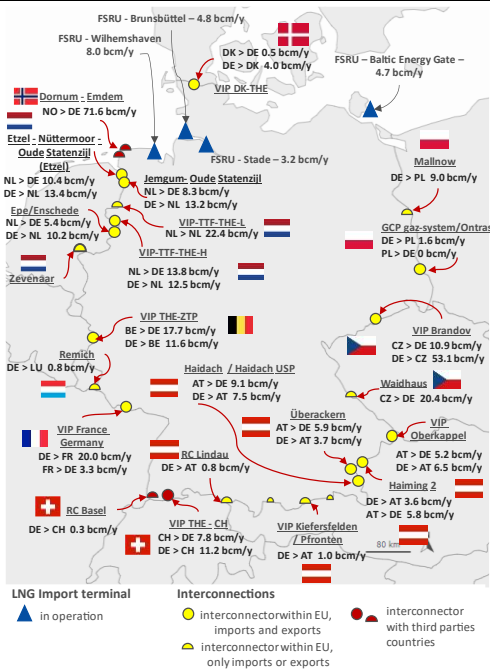 FSRU - Brunsbüttel – 4.8 bcm/y
FSRU - Wilhemshaven
8.0 bcm/y
DK > DE 0.5 bcm/y
DE > DK 4.0 bcm/y
VIP DK-THE
FSRU – Baltic Energy Gate –
4.7 bcm/y
Dornum - Emdem
NO > DE 71.6 bcm/y
Etzel - Nüttermoor -
Oude Statenzijl
(Etzel)
NL > DE 10.4 bcm/y
DE > NL 13.4 bcm/y
FSRU - Stade – 3.2 bcm/y
Jemgum- Oude Statenzijl
NL > DE 8.3 bcm/y
DE > NL 13.2 bcm/y
Mallnow
DE > PL 9.0 bcm/y
Epe/Enschede
NL > DE 5.4 bcm/y
DE > NL 10.2 bcm/y
VIP-TTF-THE-L
NL > NL 22.4 bcm/y
GCP gaz-system/Ontras
DE > PL 1.6 bcm/y
PL > DE 0 bcm/y
VIP-TTF-THE-H
NL > DE 13.8 bcm/y
DE > NL 12.5 bcm/y
Zevenaar
VIP THE-ZTP
BE > DE 17.7 bcm/y
DE > BE 11.6 bcm/y
VIP Brandov
CZ > DE 10.9 bcm/y
DE > CZ 53.1 bcm/y
Remich
DE > LU 0.8 bcm/y
Haidach / Haidach USP
AT > DE 9.1 bcm/y
DE > AT 7.5 bcm/y
Waidhaus
CZ > DE 20.4 bcm/y
VIP France
Germany
DE > FR 20.0 bcm/y
FR > DE 3.3 bcm/y
Überackern
AT > DE 5.9 bcm/y
DE > AT 3.7 bcm/y
VIP
Oberkappel
AT > DE 5.2 bcm/y
DE > AT 6.5 bcm/y
RC Lindau
DE > AT 0.8 bcm/y
Haiming 2
DE > AT 3.6 bcm/y
AT > DE 5.8 bcm/y
RC Basel
DE > CH 0.3 bcm/y
VIP THE - CH
CH > DE 7.8 bcm/y
DE > CH 11.2 bcm/y
VIP Kiefersfelden
/ Pfronten
DE > AT 1.0 bcm/y
80 km
LNG Import terminal
in operation
Interconnections
interconnector within EU,
imports and exports
interconnector within EU,
only imports or exports
interconnector
with third parties
countries